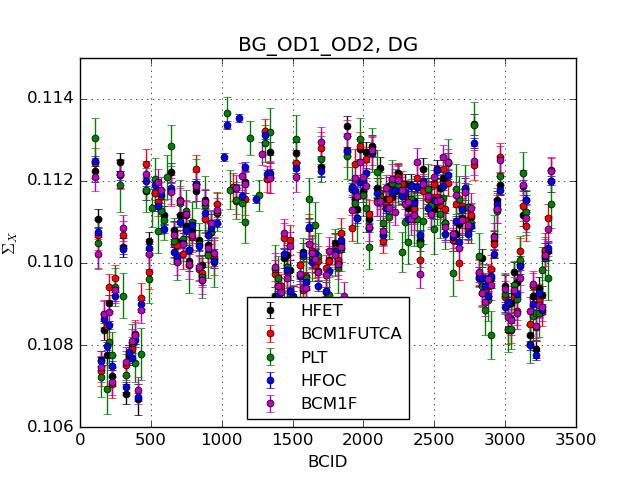 BG_OD1_OD2, DG
0.114
0.112
0.110
0.108
0.106
Σ_X
HFET
BCM1FUTCA
PLT
HFOC
BCM1F
0 500 1000 1500 2000 2500 3000 3500
BCID